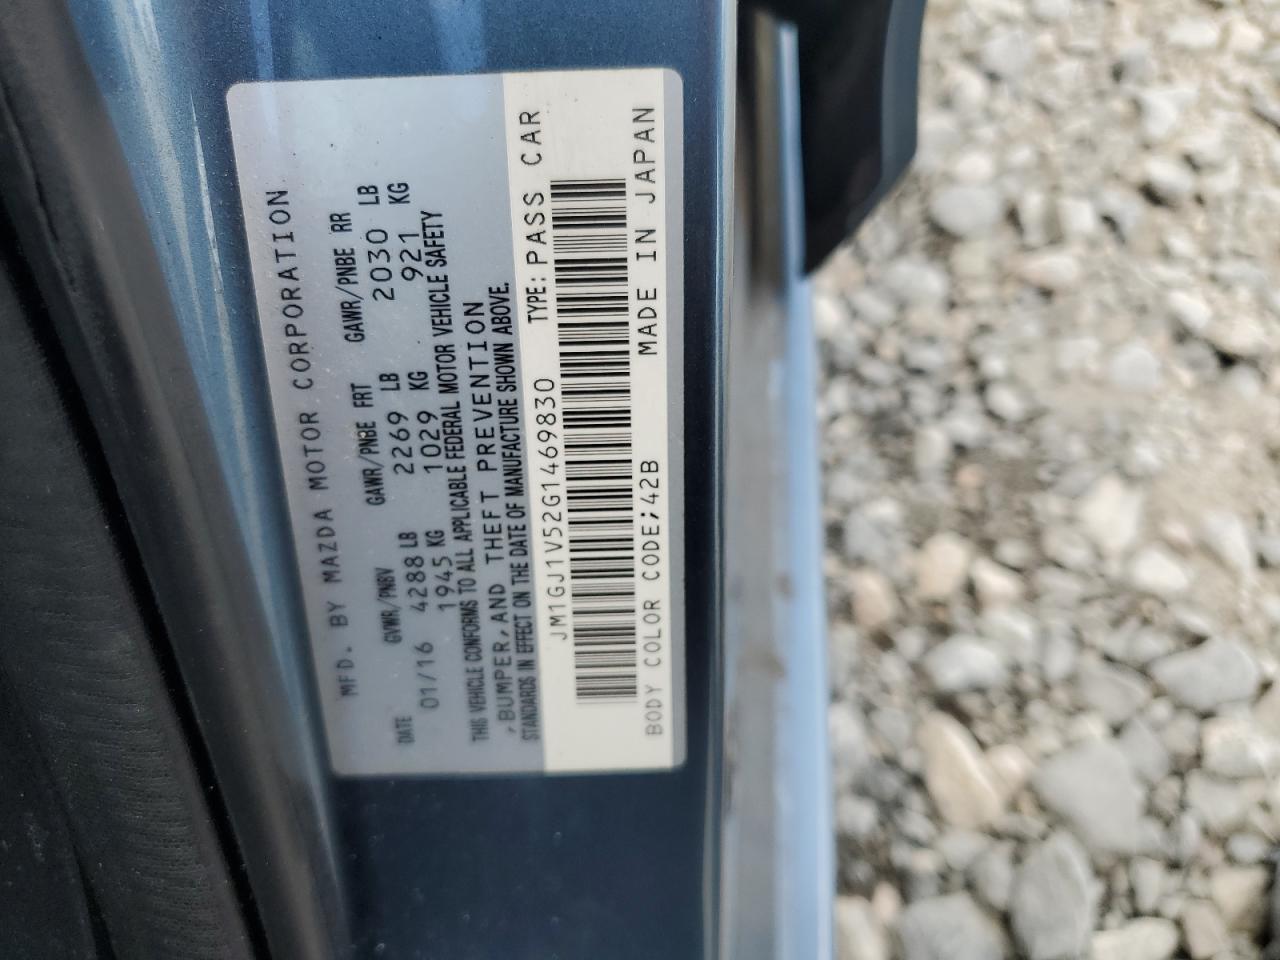 MFD. BY MAZDA MOTOR CORPORATION
DATE GVWR/PNBV GAWR/PNBE FRT GAWR/PNBE RR
01/16 4288 LB 2269 LB 2030 LB
1945 KG 1029 KG 921 KG
THIS VEHICLE CONFORMS TO ALL APPLICABLE FEDERAL MOTOR VEHICLE SAFETY
,BUMPER,AND THEFT PREVENTION
STANDARDS IN EFFECT ON THE DATE OF MANUFACTURE SHOWN ABOVE.
JM1GJ1V52G1469830 TYPE: PASS CAR
BODY COLOR CODE;42B MADE IN JAPAN